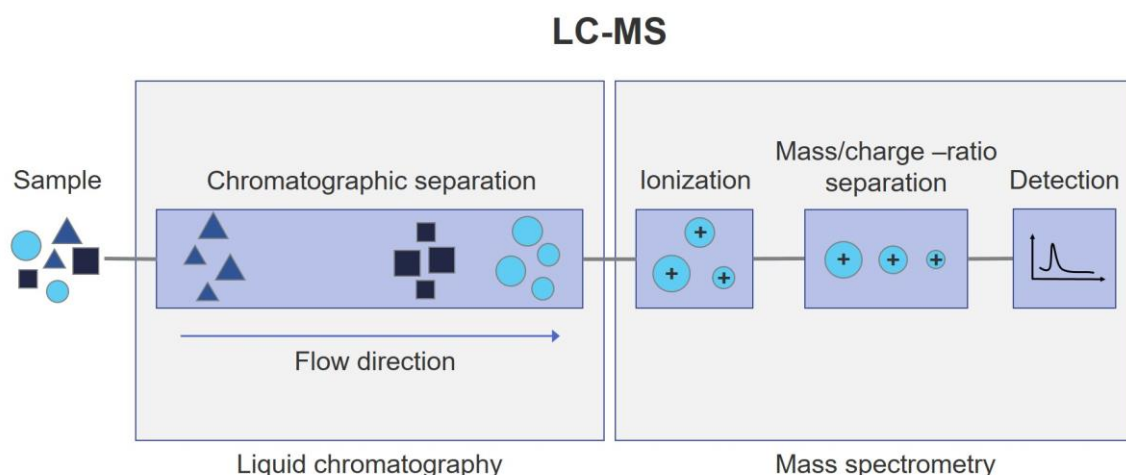 LC-MS
Sample
Chromatographic separation
Flow direction
Liquid chromatography
Ionization
+
+
+
Mass/charge –ratio
separation
+ + +
Detection
Mass spectrometry